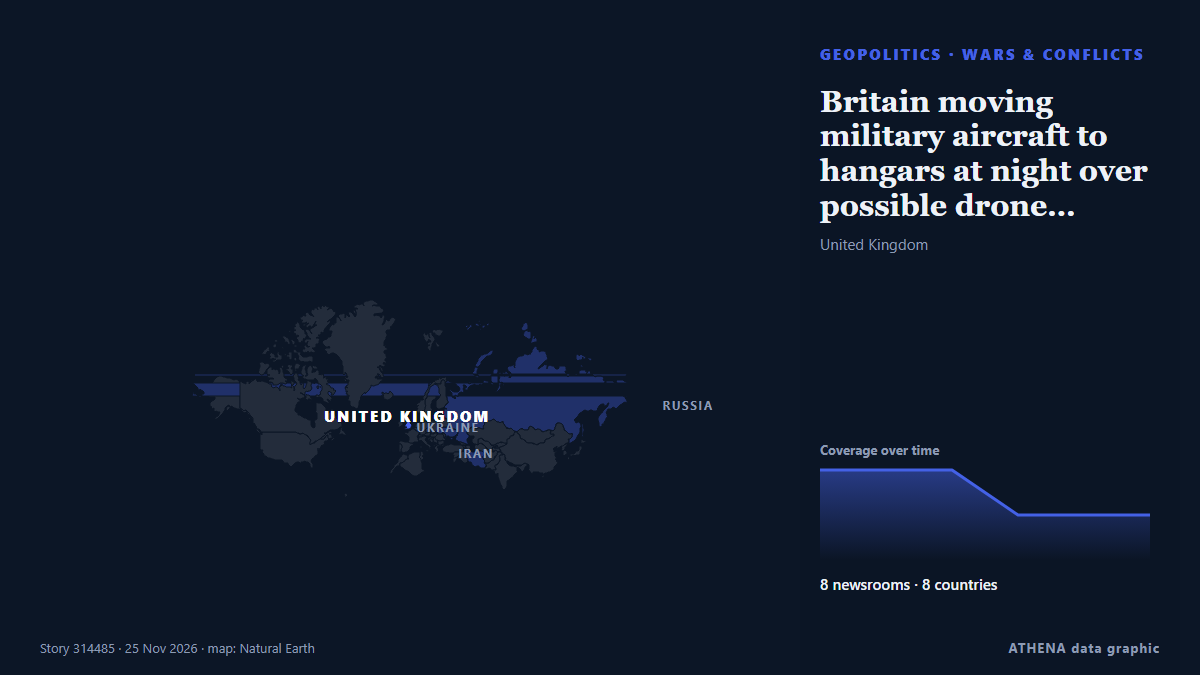 GEOPOLITICS · WARS & CONFLICTS
Britain moving
military aircraft to
hangars at night over
possible drone...
United Kingdom
RUSSIA
UNITED KINGDOM
UKRAINE
IRAN
Coverage over time
8 newsrooms · 8 countries
Story 314485 · 25 Nov 2026 · map: Natural Earth
ATHENA data graphic